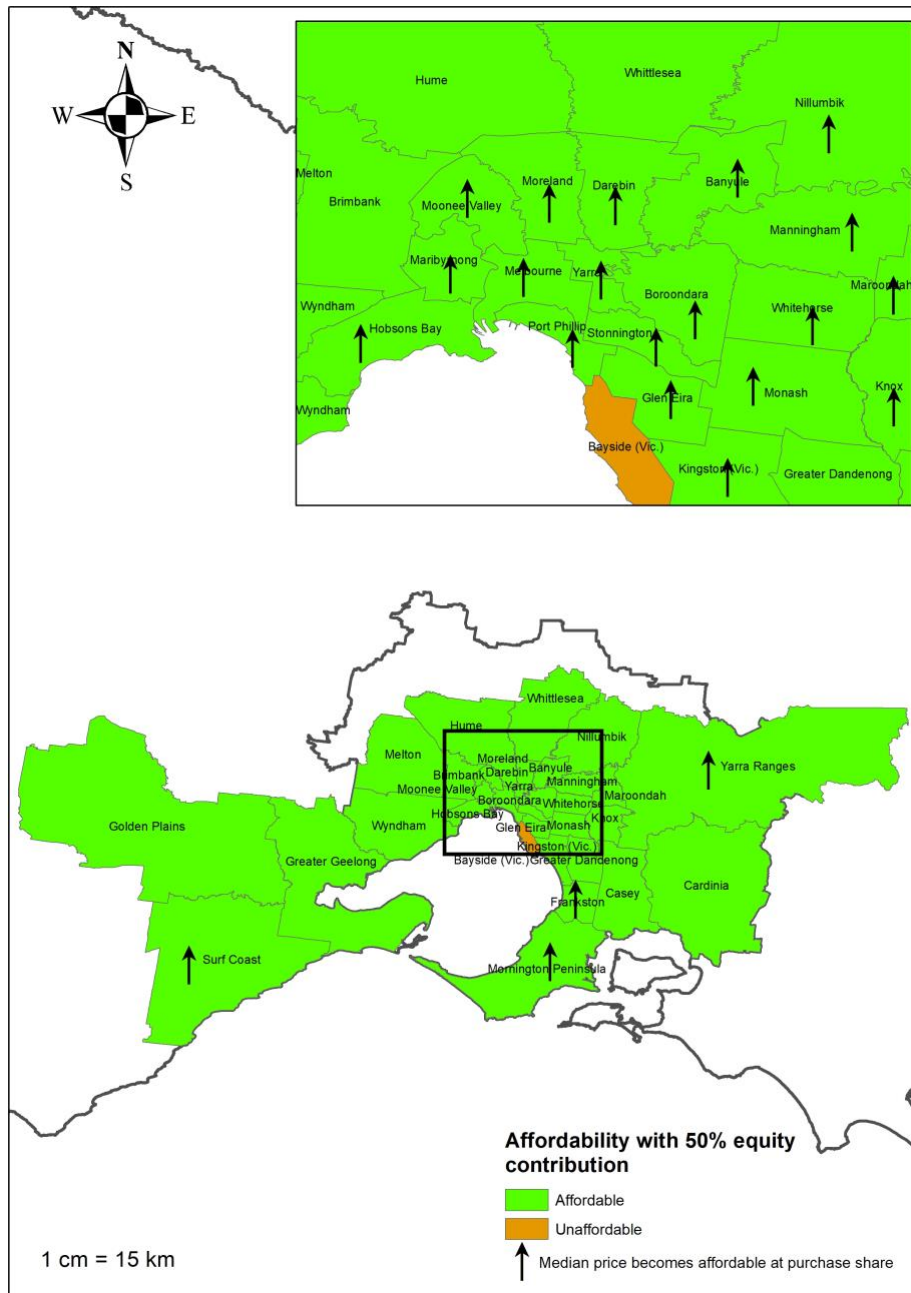 N
W E
S
Hume
Whittlesea
Nillumbik
Melton
Brimbank
Moonee Valley
Moreland
Darebin
Banyule
Manningham
Maribyrnong
Melbourne
Yarra
Boroondara
Whitehorse
Maroondah
Wyndham
Hobsons Bay
Port Phillip
Stonnington
Wyndham
Glen Eira
Monash
Knox
Bayside (Vic.)
Kingston (Vic.)
Greater Dandenong
Whittlesea
Hume
Nillumbik
Melton
Moreland
Banyule
Yarra Ranges
Brimbank
Darebin
Manningham
Moonee Valley
Yarra
Maroondah
Boroondara
Whitehorse
Golden Plains
Hobsons Bay
Knox
Wyndham
Glen Eira
Monash
Kingston (Vic.)
Greater Geelong
Bayside (Vic.)
Greater Dandenong
Cardinia
Casey
Frankston
Surf Coast
Mornington Peninsula
Affordability with 50% equity
contribution
Affordable
Unaffordable
Median price becomes affordable at purchase share
1 cm = 15 km